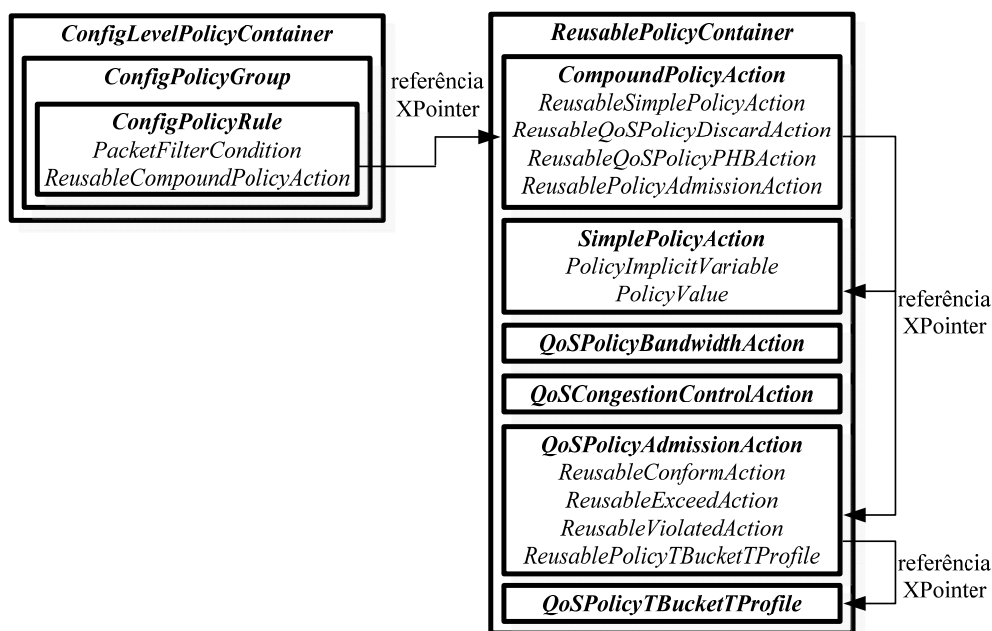 ConfigLevelPolicyContainer
ConfigPolicyGroup
ConfigPolicyRule
PacketFilterCondition
ReusableCompoundPolicyAction
referência
XPointer
ReusablePolicyContainer
CompoundPolicyAction
ReusableSimplePolicyAction
ReusableQoSPolicyDiscardAction
ReusableQoSPolicyPHBAction
ReusablePolicyAdmissionAction
SimplePolicyAction
PolicyImplicitVariable
PolicyValue
referência
XPointer
QoSPolicyBandwidthAction
QoSCongestionControlAction
QoSPolicyAdmissionAction
ReusableConformAction
ReusableExceedAction
ReusableViolatedAction
ReusablePolicyTBucketTProfile
referência
XPointer
QoSPolicyTBucketTProfile